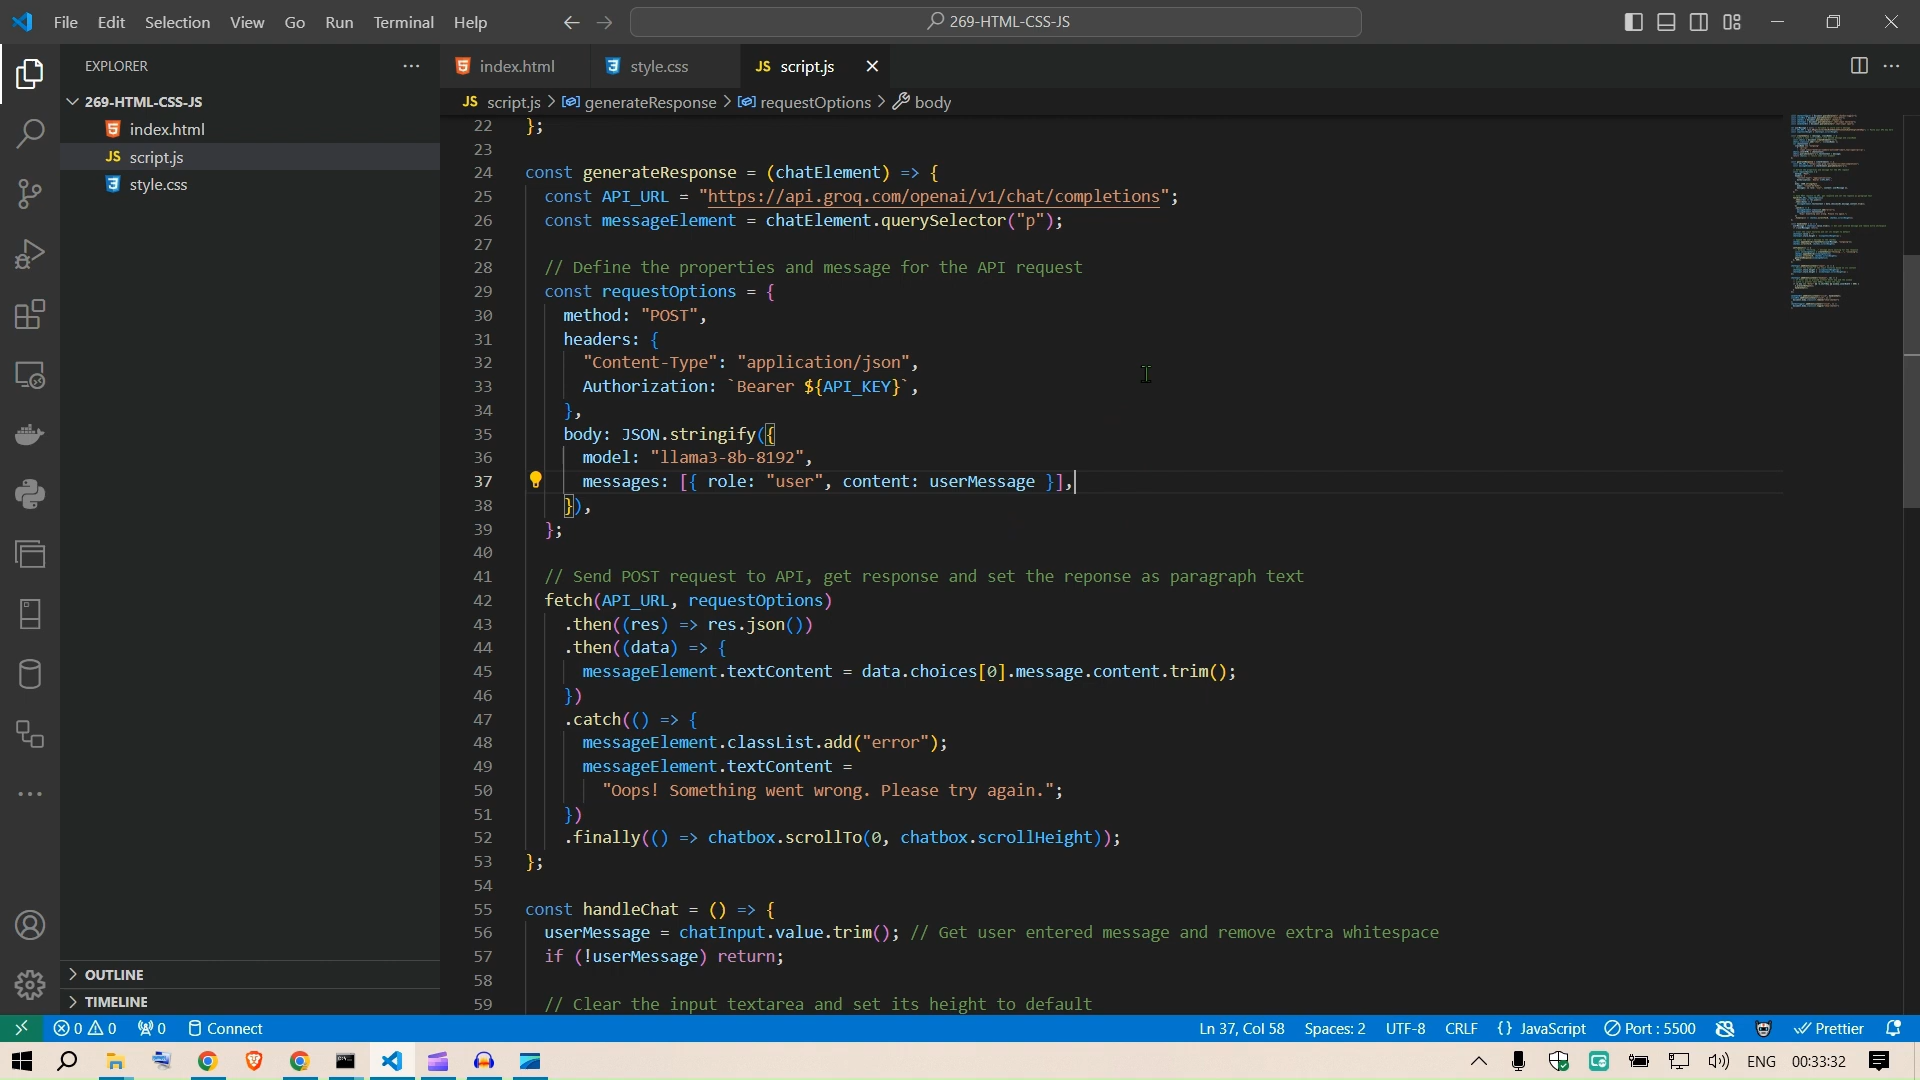 File Edit Selection View Go Run Terminal Help
269-HTML-CSS-JS
EXPLORER
269-HTML-CSS-JS
index.html
JS script.js
style.css
OUTLINE
TIMELINE
index.html
style.css
JS script.js
JS script.js > generateResponse > requestOptions > body
22 };
23
24 const generateResponse = (chatElement) => {
25 const API_URL = "https://api.groq.com/openai/v1/chat/completions";
26 const messageElement = chatElement.querySelector("p");
27
28 // Define the properties and message for the API request
29 const requestOptions = {
30 method: "POST",
31 headers: {
32 "Content-Type": "application/json",
33 Authorization: `Bearer ${API_KEY}`,
34 },
35 body: JSON.stringify({
36 model: "llama3-8b-8192",
37 messages: [{ role: "user", content: userMessage }],
38 }),
39 };
40
41 // Send POST request to API, get response and set the reponse as paragraph text
42 fetch(API_URL, requestOptions)
43 .then((res) => res.json())
44 .then((data) => {
45 messageElement.textContent = data.choices[0].message.content.trim();
46 })
47 .catch(() => {
48 messageElement.classList.add("error");
49 messageElement.textContent =
50 "Oops! Something went wrong. Please try again.";
51 })
52 .finally(() => chatbox.scrollTo(0, chatbox.scrollHeight));
53 };
54
55 const handleChat = () => {
56 userMessage = chatInput.value.trim(); // Get user entered message and remove extra whitespace
57 if (!userMessage) return;
58
59 // Clear the input textarea and set its height to default
0 0 0 Connect
Ln 37, Col 58 Spaces: 2 UTF-8 CRLF {} JavaScript Port : 5500 Prettier
ENG 00:33:32